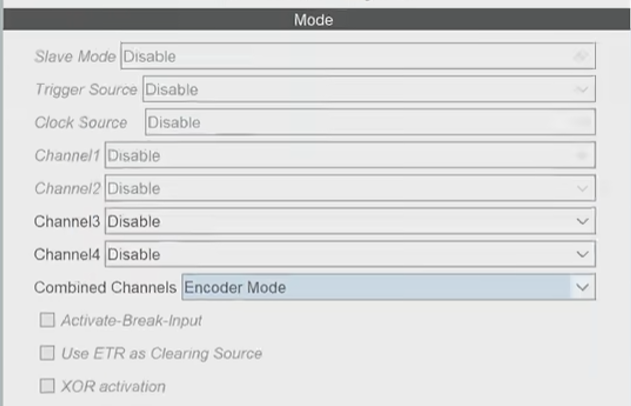 Mode
Slave Mode Disable
Trigger Source Disable
Clock Source Disable
Channel1 Disable
Channel2 Disable
Channel3 Disable
Channel4 Disable
Combined Channels Encoder Mode
Activate-Break-Input
Use ETR as Clearing Source
XOR activation